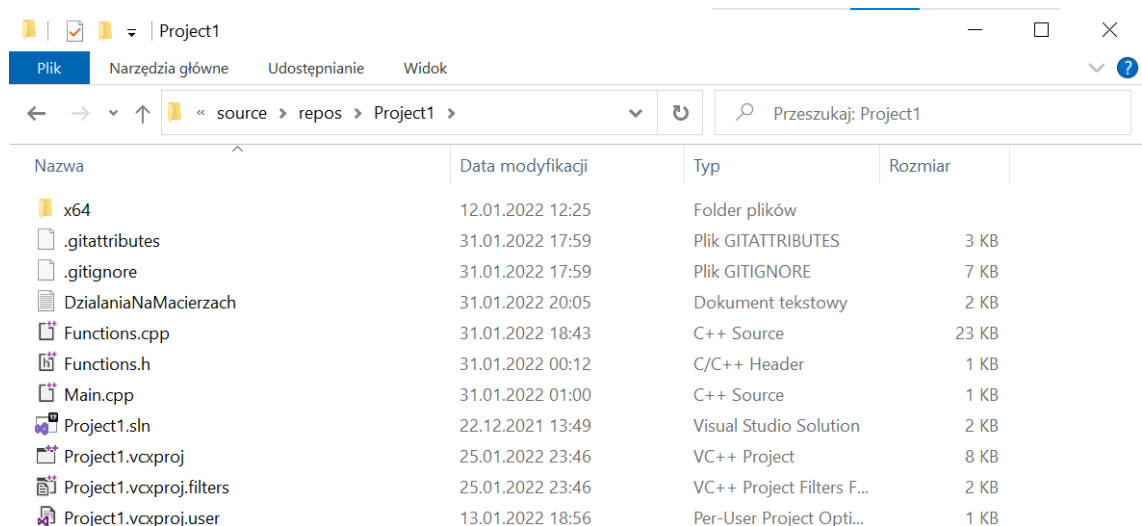 Project1
Plik Narzędzia główne Udostępnianie Widok
« source > repos > Project1 > Przeszukaj: Project1
Nazwa Data modyfikacji Typ Rozmiar
x64 12.01.2022 12:25 Folder plików
.gitattributes 31.01.2022 17:59 Plik GITATTRIBUTES 3 KB
.gitignore 31.01.2022 17:59 Plik GITIGNORE 7 KB
DzialaniaNaMacierzach 31.01.2022 20:05 Dokument tekstowy 2 KB
Functions.cpp 31.01.2022 18:43 C++ Source 23 KB
Functions.h 31.01.2022 00:12 C/C++ Header 1 KB
Main.cpp 31.01.2022 01:00 C++ Source 1 KB
Project1.sln 22.12.2021 13:49 Visual Studio Solution 2 KB
Project1.vcxproj 25.01.2022 23:46 VC++ Project 8 KB
Project1.vcxproj.filters 25.01.2022 23:46 VC++ Project Filters F... 2 KB
Project1.vcxproj.user 13.01.2022 18:56 Per-User Project Opti... 1 KB